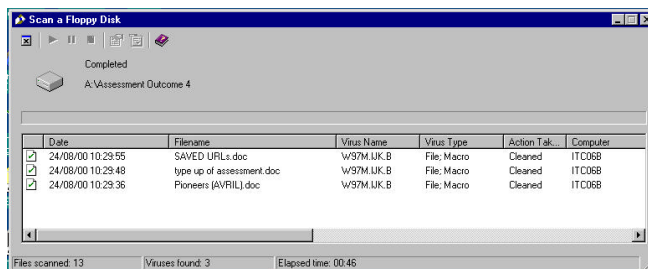 Scan a Floppy Disk
Completed
A:\Assessment Outcome 4
Date Filename Virus Name Virus Type Action Tak... Computer
24/08/00 10:29:55 SAVED URLs.doc W97M.IJK.B File; Macro Cleaned ITC06B
24/08/00 10:29:48 type up of assessment.doc W97M.IJK.B File; Macro Cleaned ITC06B
24/08/00 10:29:36 Pioneers (AVRIL).doc W97M.IJK.B File; Macro Cleaned ITC06B
Files scanned: 13 Viruses found: 3 Elapsed time: 00:46